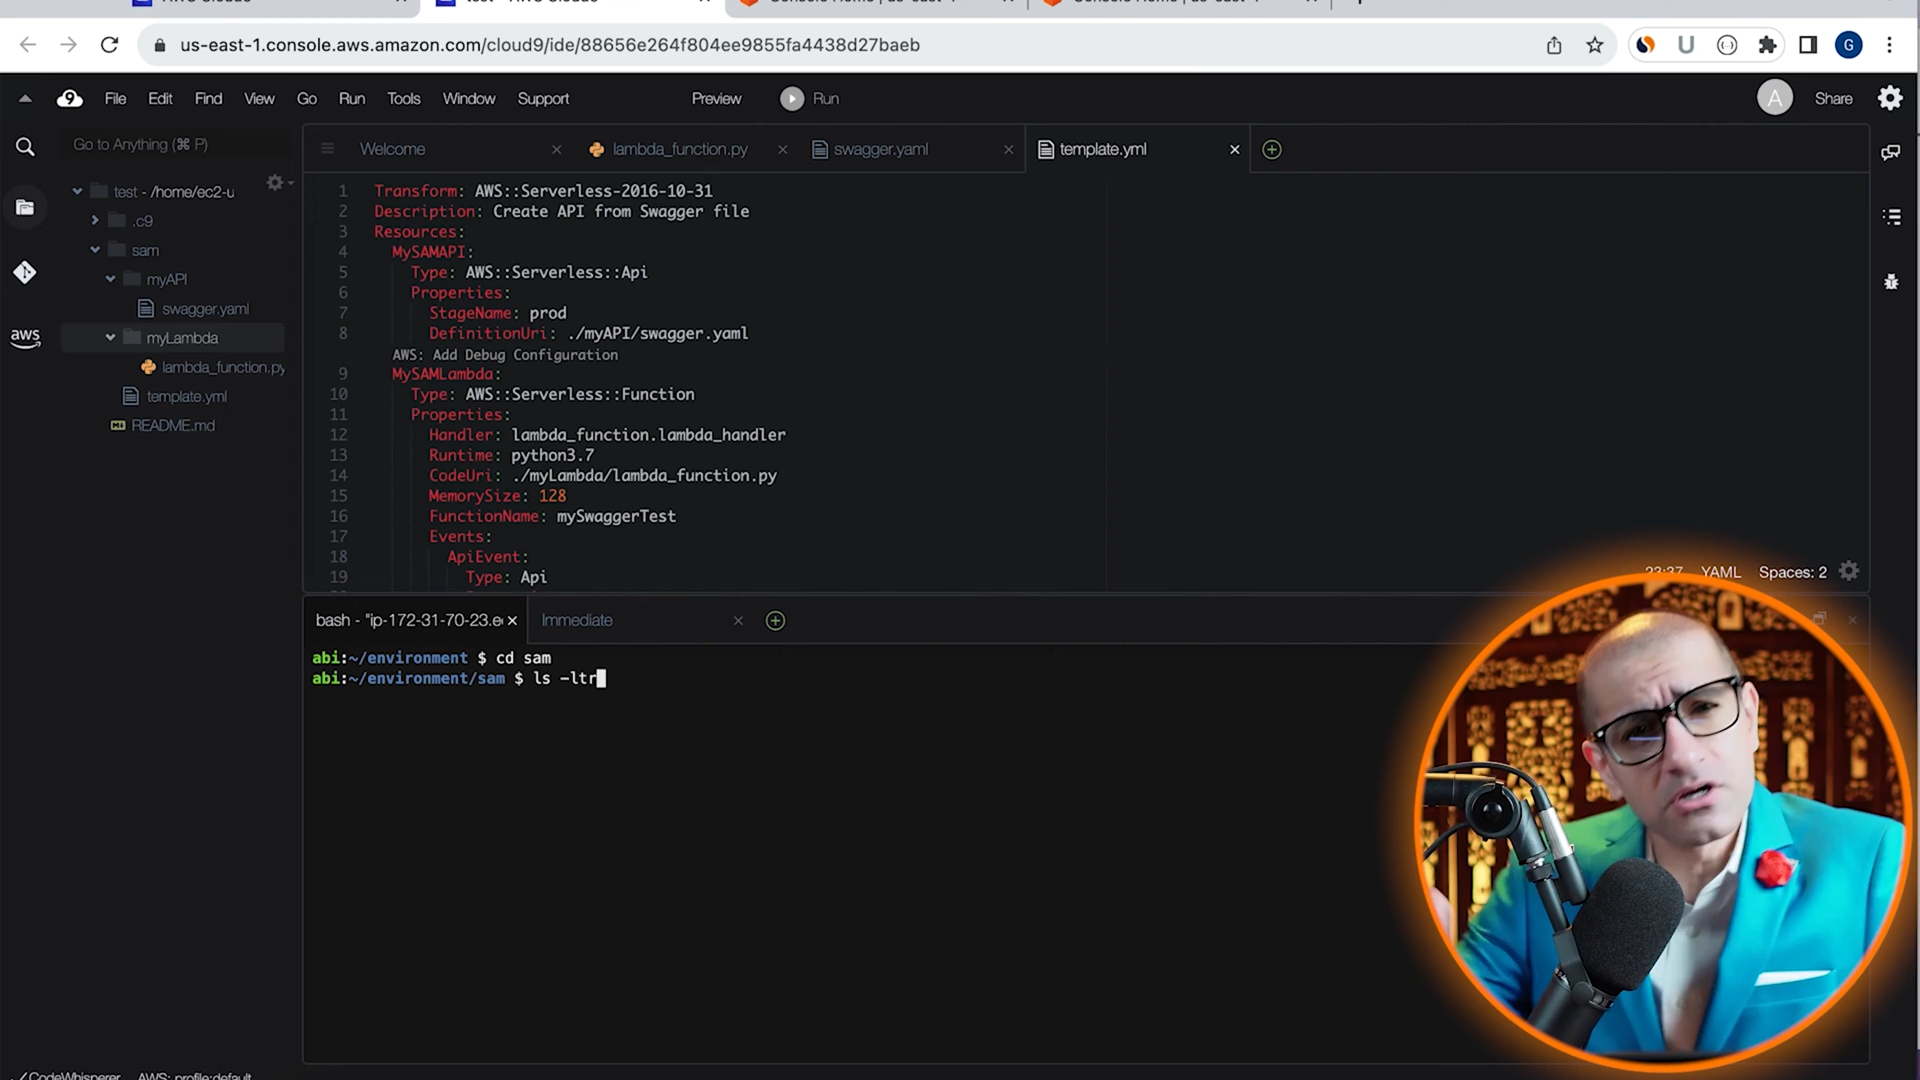 us-east-1.console.aws.amazon.com/cloud9/ide/88656e264f804ee9855fa4438d27baeb
G
9 File Edit Find View Go Run Tools Window Support Preview Run A Share
Go to Anything (⌘ P)
Welcome lambda_function.py swagger.yaml template.yml
test - /home/ec2-u
.c9
sam
myAPI
swagger.yaml
myLambda
lambda_function.py
template.yml
README.md
aws
1 Transform: AWS::Serverless-2016-10-31
2 Description: Create API from Swagger file
3 Resources:
4 MySAMAPI:
5 Type: AWS::Serverless::Api
6 Properties:
7 StageName: prod
8 DefinitionUri: ./myAPI/swagger.yaml
AWS: Add Debug Configuration
9 MySAMLambda:
10 Type: AWS::Serverless::Function
11 Properties:
12 Handler: lambda_function.lambda_handler
13 Runtime: python3.7
14 CodeUri: ./myLambda/lambda_function.py
15 MemorySize: 128
16 FunctionName: mySwaggerTest
17 Events:
18 ApiEvent:
19 Type: Api
23:37 YAML Spaces: 2
bash - "ip-172-31-70-23.e Immediate
abi:~/environment $ cd sam
abi:~/environment/sam $ ls -ltr
CodeWhisperer AWS: profile:default